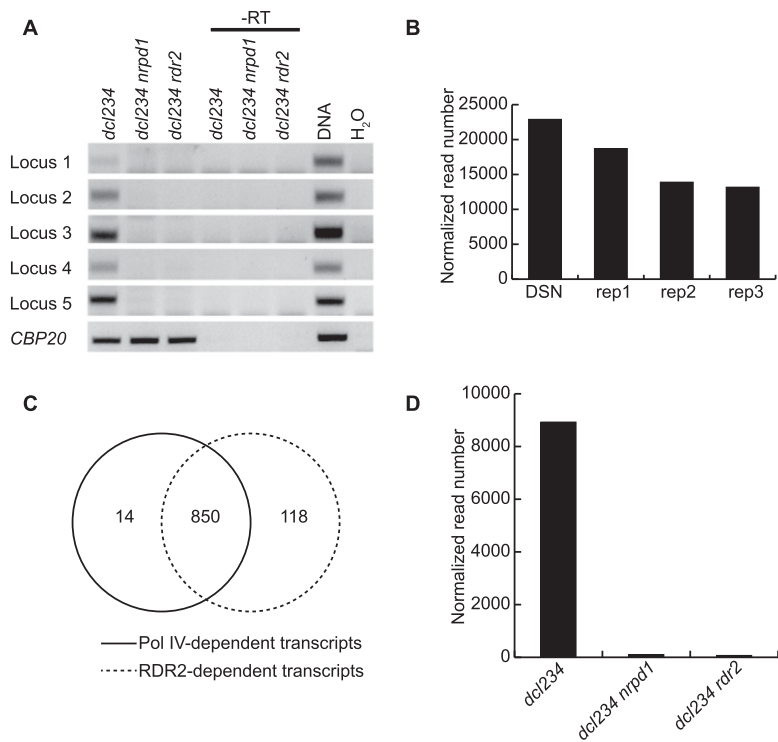 A
-RT
dcl234
dcl234 nrpd1
dcl234 rdr2
dcl234
dcl234 nrpd1
dcl234 rdr2
DNA
H2O
Locus 1
Locus 2
Locus 3
Locus 4
Locus 5
CBP20
B
Normalized read number
25000
20000
15000
10000
5000
0
DSN
rep1
rep2
rep3
C
14
850
118
Pol IV-dependent transcripts
RDR2-dependent transcripts
D
Normalized read number
10000
8000
6000
4000
2000
0
dcl234
dcl234 nrpd1
dcl234 rdr2